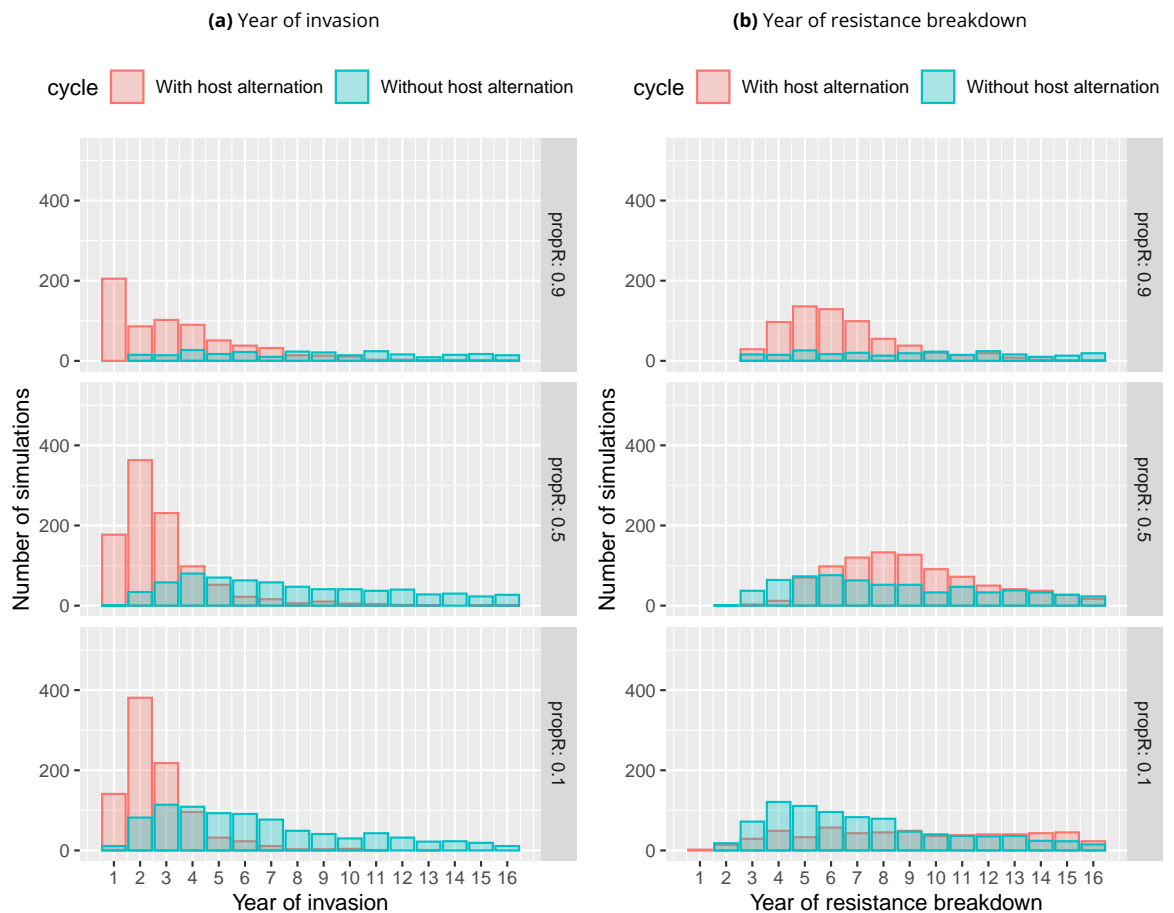 (a) Year of invasion
cycle With host alternation Without host alternation
400
200
0
propR: 0.9
400
200
0
propR: 0.5
400
200
0
propR: 0.1
Number of simulations
1 2 3 4 5 6 7 8 9 10 11 12 13 14 15 16
Year of invasion
(b) Year of resistance breakdown
cycle With host alternation Without host alternation
400
200
0
propR: 0.9
400
200
0
propR: 0.5
400
200
0
propR: 0.1
Number of simulations
1 2 3 4 5 6 7 8 9 10 11 12 13 14 15 16
Year of resistance breakdown